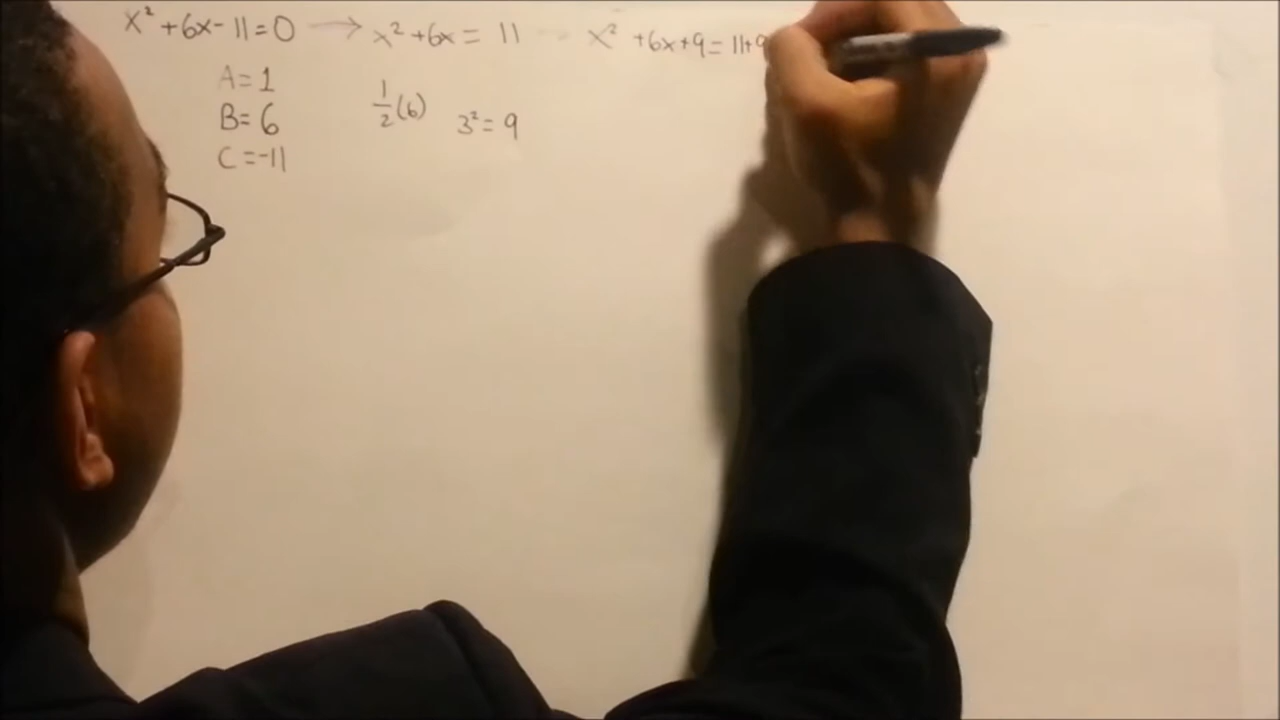 x² +6x-11=0 → x²+6x = 11 x² +6x+9=11+9
A=1
B=6
C=-11
1/2(6) 3²=9